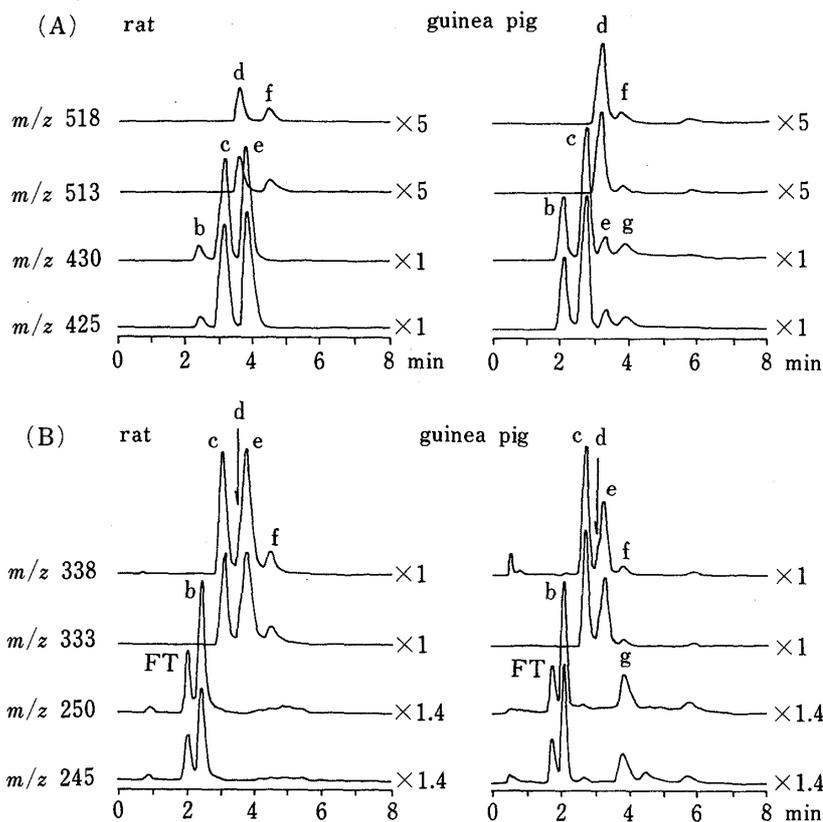 (A) rat guinea pig
d d
f f
m/z 518 ×5 ×5
c e c
m/z 513 ×5 ×5
b b e g
m/z 430 ×1 ×1
m/z 425 ×1 ×1
0 2 4 6 8 min 0 2 4 6 8 min
(B) rat guinea pig
d
c e c d
e
f f
m/z 338 ×1 ×1
b b
m/z 333 ×1 ×1
FT FT g
m/z 250 ×1.4 ×1.4
m/z 245 ×1.4 ×1.4
0 2 4 6 8 min 0 2 4 6 8 min